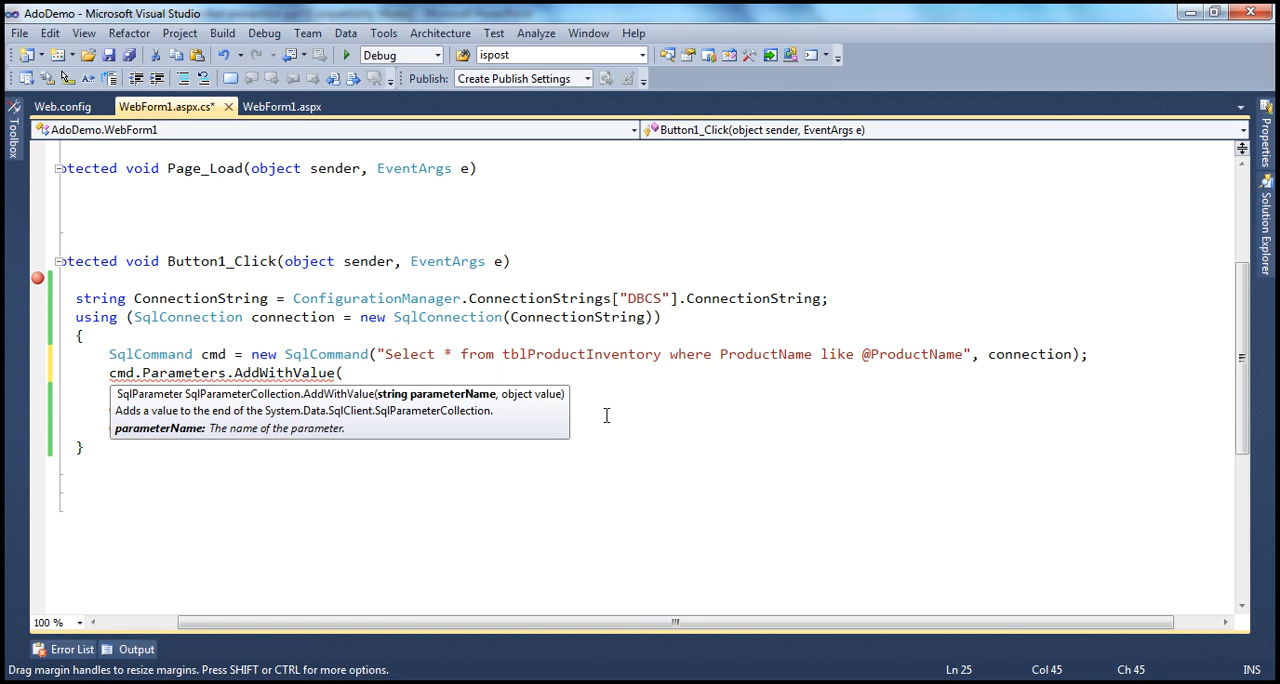 AdoDemo - Microsoft Visual Studio
File Edit View Refactor Project Build Debug Team Data Tools Architecture Test Analyze Window Help
Debug ispost
Publish: Create Publish Settings
Web.config WebForm1.aspx.cs* WebForm1.aspx
AdoDemo.WebForm1 Button1_Click(object sender, EventArgs e)
Toolbox
Properties
Solution Explorer
otected void Page_Load(object sender, EventArgs e)
otected void Button1_Click(object sender, EventArgs e)
string ConnectionString = ConfigurationManager.ConnectionStrings["DBCS"].ConnectionString;
using (SqlConnection connection = new SqlConnection(ConnectionString))
{
SqlCommand cmd = new SqlCommand("Select * from tblProductInventory where ProductName like @ProductName", connection);
cmd.Parameters.AddWithValue(
SqlParameter SqlParameterCollection.AddWithValue(string parameterName, object value)
Adds a value to the end of the System.Data.SqlClient.SqlParameterCollection.
parameterName: The name of the parameter.
}
100 %
Error List Output
Drag margin handles to resize margins. Press SHIFT or CTRL for more options. Ln 25 Col 45 Ch 45 INS